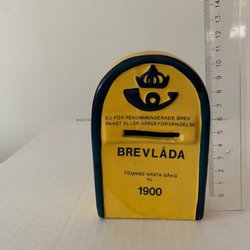 EJ FÖR REKOMMENDERADE BREV
PAKET ELLER VÄRDEFÖRSÄNDELSE
BREVLÅDA
TÖMMES NÄSTA GÅNG
KL
1900